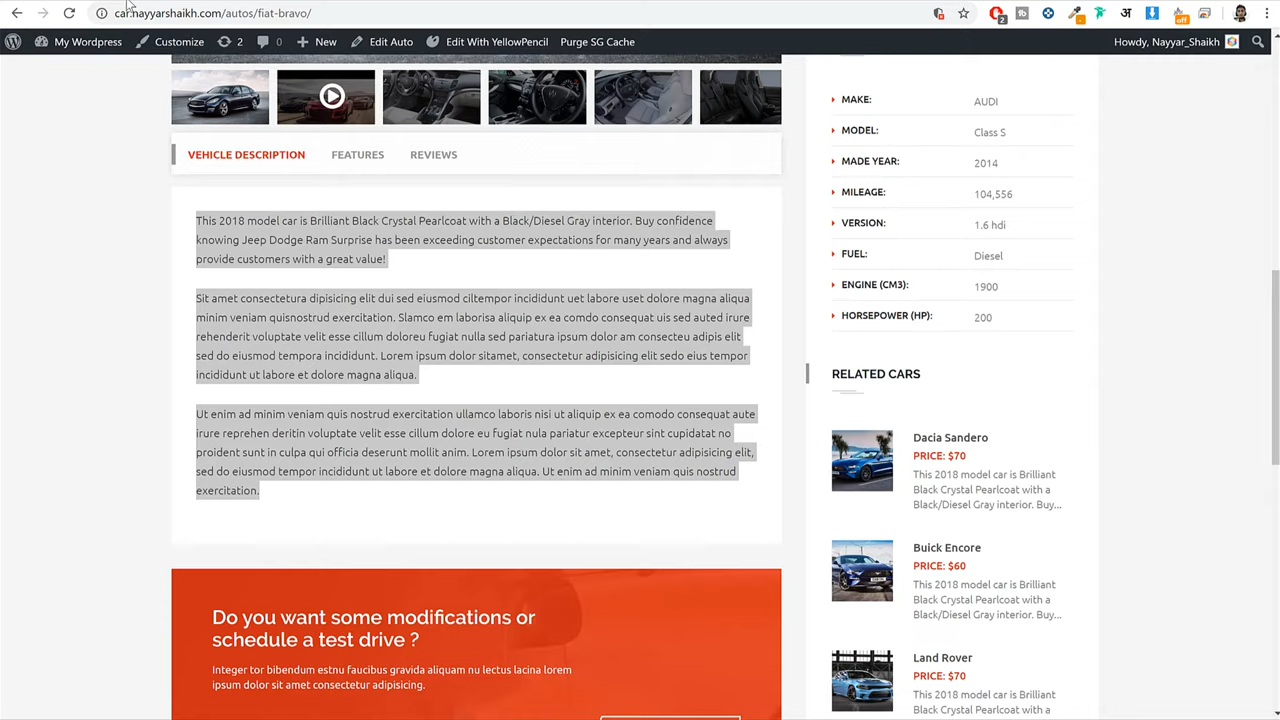 car.nayyarshaikh.com/autos/fiat-bravo/
2
अ
off
My Wordpress
Customize
2
0
New
Edit Auto
Edit With YellowPencil
Purge SG Cache
Howdy, Nayyar_Shaikh
VEHICLE DESCRIPTION
FEATURES
REVIEWS
This 2018 model car is Brilliant Black Crystal Pearlcoat with a Black/Diesel Gray interior. Buy confidence
knowing Jeep Dodge Ram Surprise has been exceeding customer expectations for many years and always
provide customers with a great value!
Sit amet consectetura dipisicing elit dui sed eiusmod ciltempor incididunt uet labore uset dolore magna aliqua
minim veniam quisnostrud exercitation. Slamco em laborisa aliquip ex ea comdo consequat uis sed auted irure
rehenderit voluptate velit esse cillum doloreu fugiat nulla sed pariatura ipsum dolor am consecteu adipis elit
sed do eiusmod tempora incididunt. Lorem ipsum dolor sitamet, consectetur adipisicing elit sedo eius tempor
incididunt ut labore et dolore magna aliqua.
Ut enim ad minim veniam quis nostrud exercitation ullamco laboris nisi ut aliquip ex ea comodo consequat aute
irure reprehen deritin voluptate velit esse cillum dolore eu fugiat nula pariatur excepteur sint cupidatat no
proident sunt in culpa qui officia deserunt mollit anim. Lorem ipsum dolor sit amet, consectetur adipisicing elit,
sed do eiusmod tempor incididunt ut labore et dolore magna aliqua. Ut enim ad minim veniam quis nostrud
exercitation.
Do you want some modifications or
schedule a test drive ?
Integer tor bibendum estnu faucibus gravida aliquam nu lectus lacina lorem
ipsum dolor sit amet consectetur adipisicing.
MAKE: AUDI
MODEL: Class S
MADE YEAR: 2014
MILEAGE: 104,556
VERSION: 1.6 hdi
FUEL: Diesel
ENGINE (CM3): 1900
HORSEPOWER (HP): 200
RELATED CARS
Dacia Sandero
PRICE: $70
This 2018 model car is Brilliant
Black Crystal Pearlcoat with a
Black/Diesel Gray interior. Buy...
Buick Encore
PRICE: $60
This 2018 model car is Brilliant
Black Crystal Pearlcoat with a
Black/Diesel Gray interior. Buy...
Land Rover
PRICE: $70
This 2018 model car is Brilliant
Black Crystal Pearlcoat with a